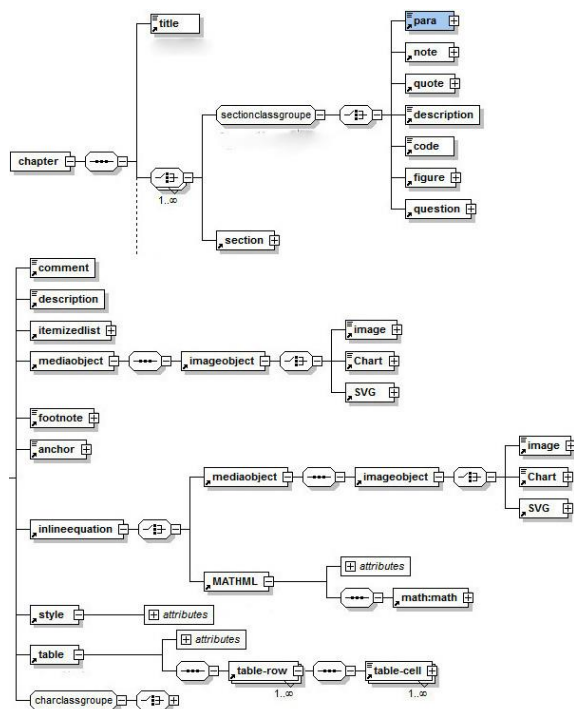 title
para
note
quote
sectionclassgroupe
description
code
chapter
figure
1..∞
question
section
comment
description
itemizedlist
image
mediaobject
imageobject
Chart
SVG
footnote
anchor
image
mediaobject
imageobject
Chart
SVG
inlineequation
attributes
MATHML
math:math
style
attributes
attributes
table
table-row
table-cell
1..∞
1..∞
charclassgroupe